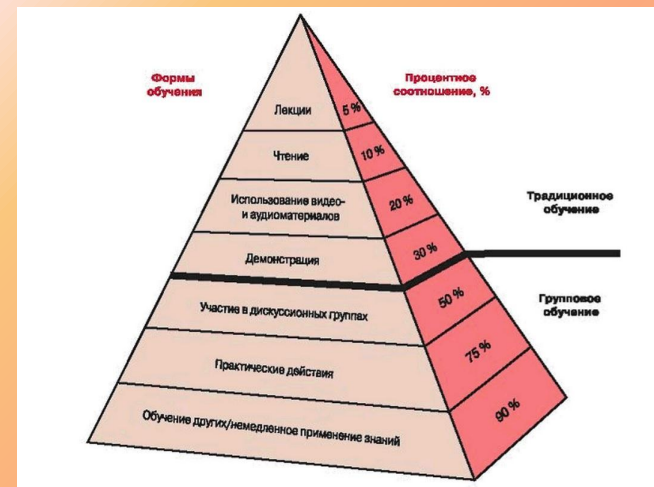 Формы
обучения
Процентное
соотношение, %
Лекции
5 %
Чтение
10 %
Использование видео-
и аудиоматериалов
20 %
Демонстрация
30 %
Традиционное
обучение
Групповое
обучение
Участие в дискуссионных группах
50 %
Практические действия
75 %
Обучение других/немедленное применение знаний
90 %